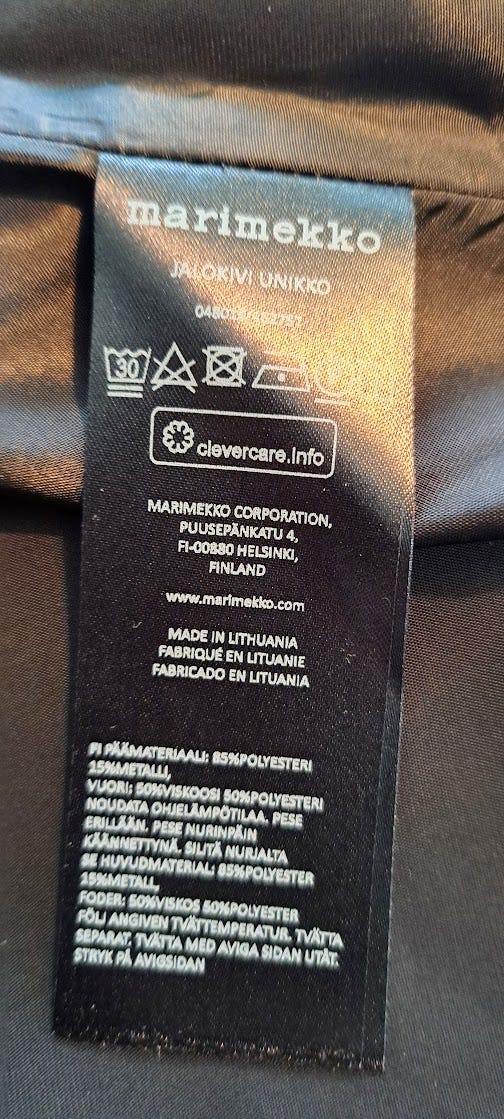 marimekko
JALOKIVI UNIKKO
30
clevercare.info
MARIMEKKO CORPORATION,
PUUSEPÄNKATU 4,
FI-00880 HELSINKI,
FINLAND
www.marimekko.com
MADE IN LITHUANIA
FABRIQUÉ EN LITUANIE
FABRICADO EN LITUANIA
FI PÄÄMATERIAALI: 85%POLYESTERI
15%METALLI,
VUORI: 50%VISKOOSI 50%POLYESTERI
NOUDATA OHJELÄMPÖTILAA. PESE
ERILLÄÄN. PESE NURINPÄIN
KÄÄNNETTYNÄ. SILITÄ NURJALTA
SE HUVUDMATERIAL: 85%POLYESTER
15%METALL,
FODER: 50%VISKOS 50%POLYESTER
FÖLJ ANGIVEN TVÄTTEMPERATUR. TVÄTTA
SEPARAT. TVÄTTA MED AVIGA SIDAN UTÅT.
STRYK PÅ AVIGSIDAN